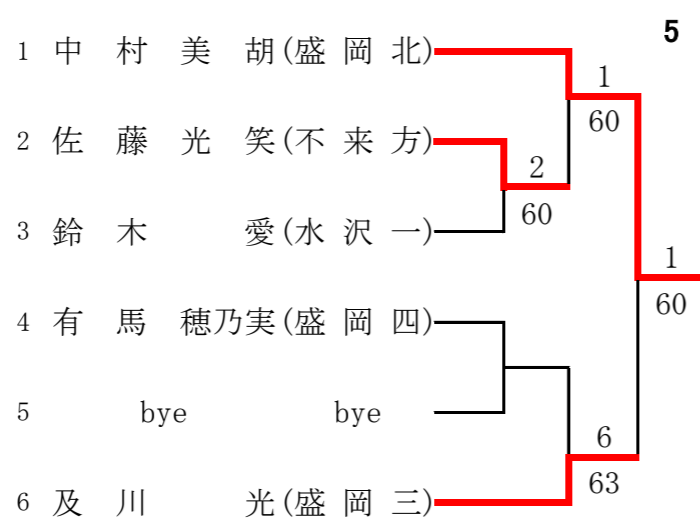 5
1 中 村 美 胡(盛 岡 北)
1
60
2 佐 藤 光 笑(不 来 方)
2
60
3 鈴 木 愛(水 沢 一)
1
60
4 有 馬 穂乃実(盛 岡 四)
5 bye bye
6
63
6 及 川 光(盛 岡 三)